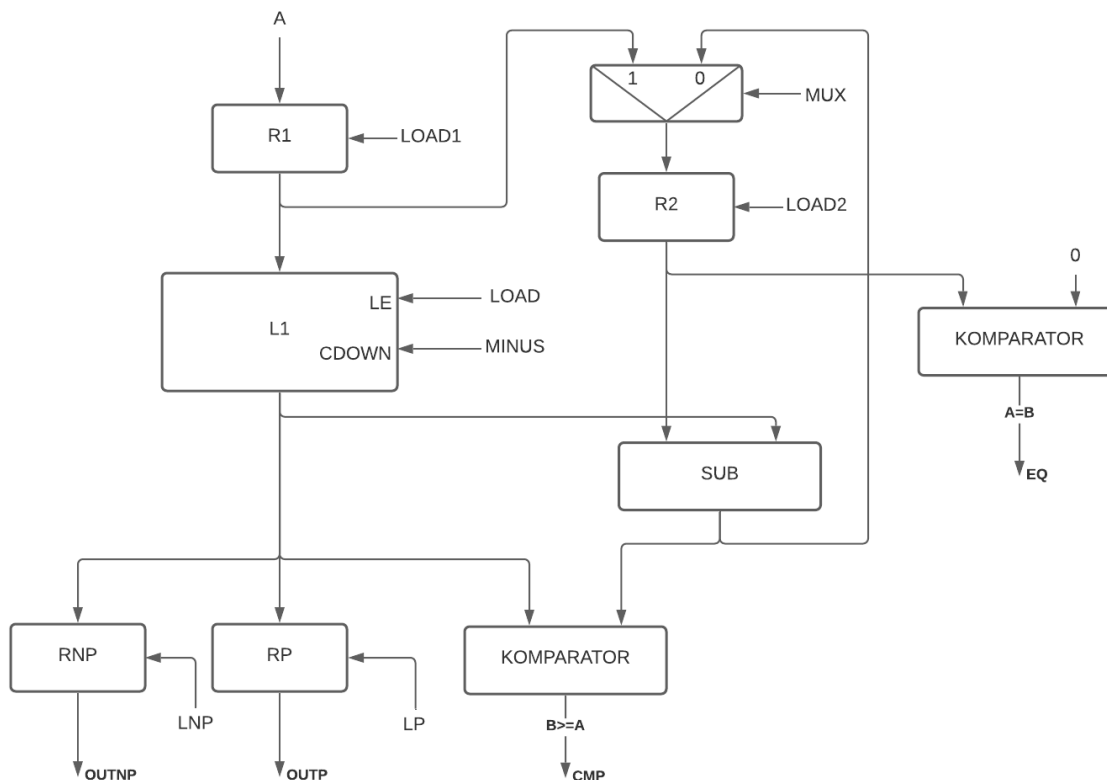 A
1 0
MUX
R1
LOAD1
R2
LOAD2
0
LE
LOAD
L1
CDOWN
MINUS
KOMPARATOR
A=B
EQ
SUB
RNP
RP
KOMPARATOR
LNP
LP
B>=A
OUTNP
OUTP
CMP